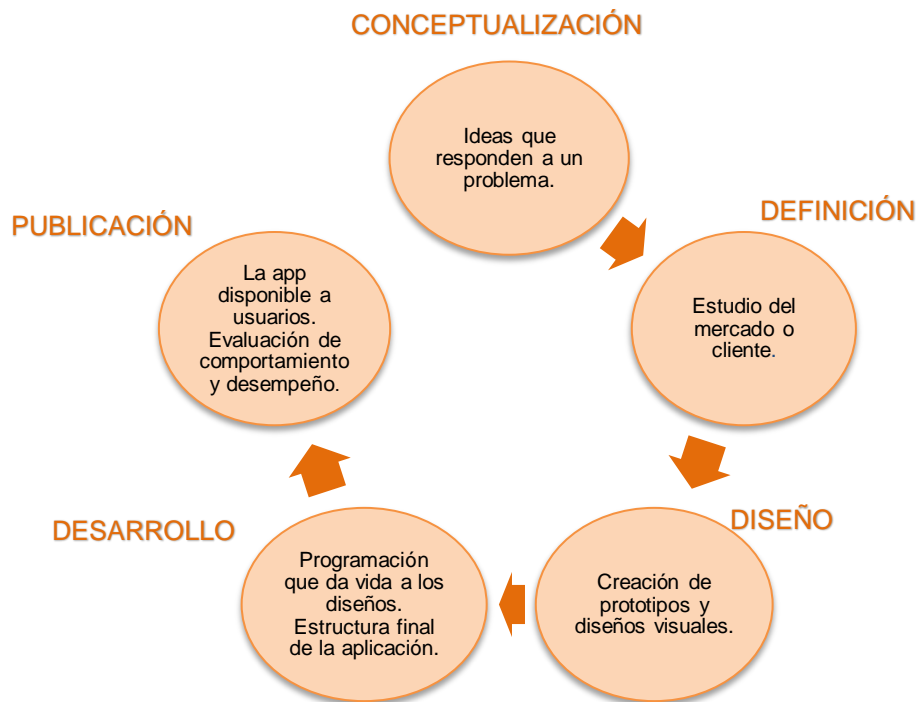 CONCEPTUALIZACIÓN
Ideas que
responden a un
problema.
DEFINICIÓN
Estudio del
mercado o
cliente.
DISEÑO
Creación de
prototipos y
diseños visuales.
DESARROLLO
Programación
que da vida a los
diseños.
Estructura final
de la aplicación.
PUBLICACIÓN
La app
disponible a
usuarios.
Evaluación de
comportamiento
y desempeño.